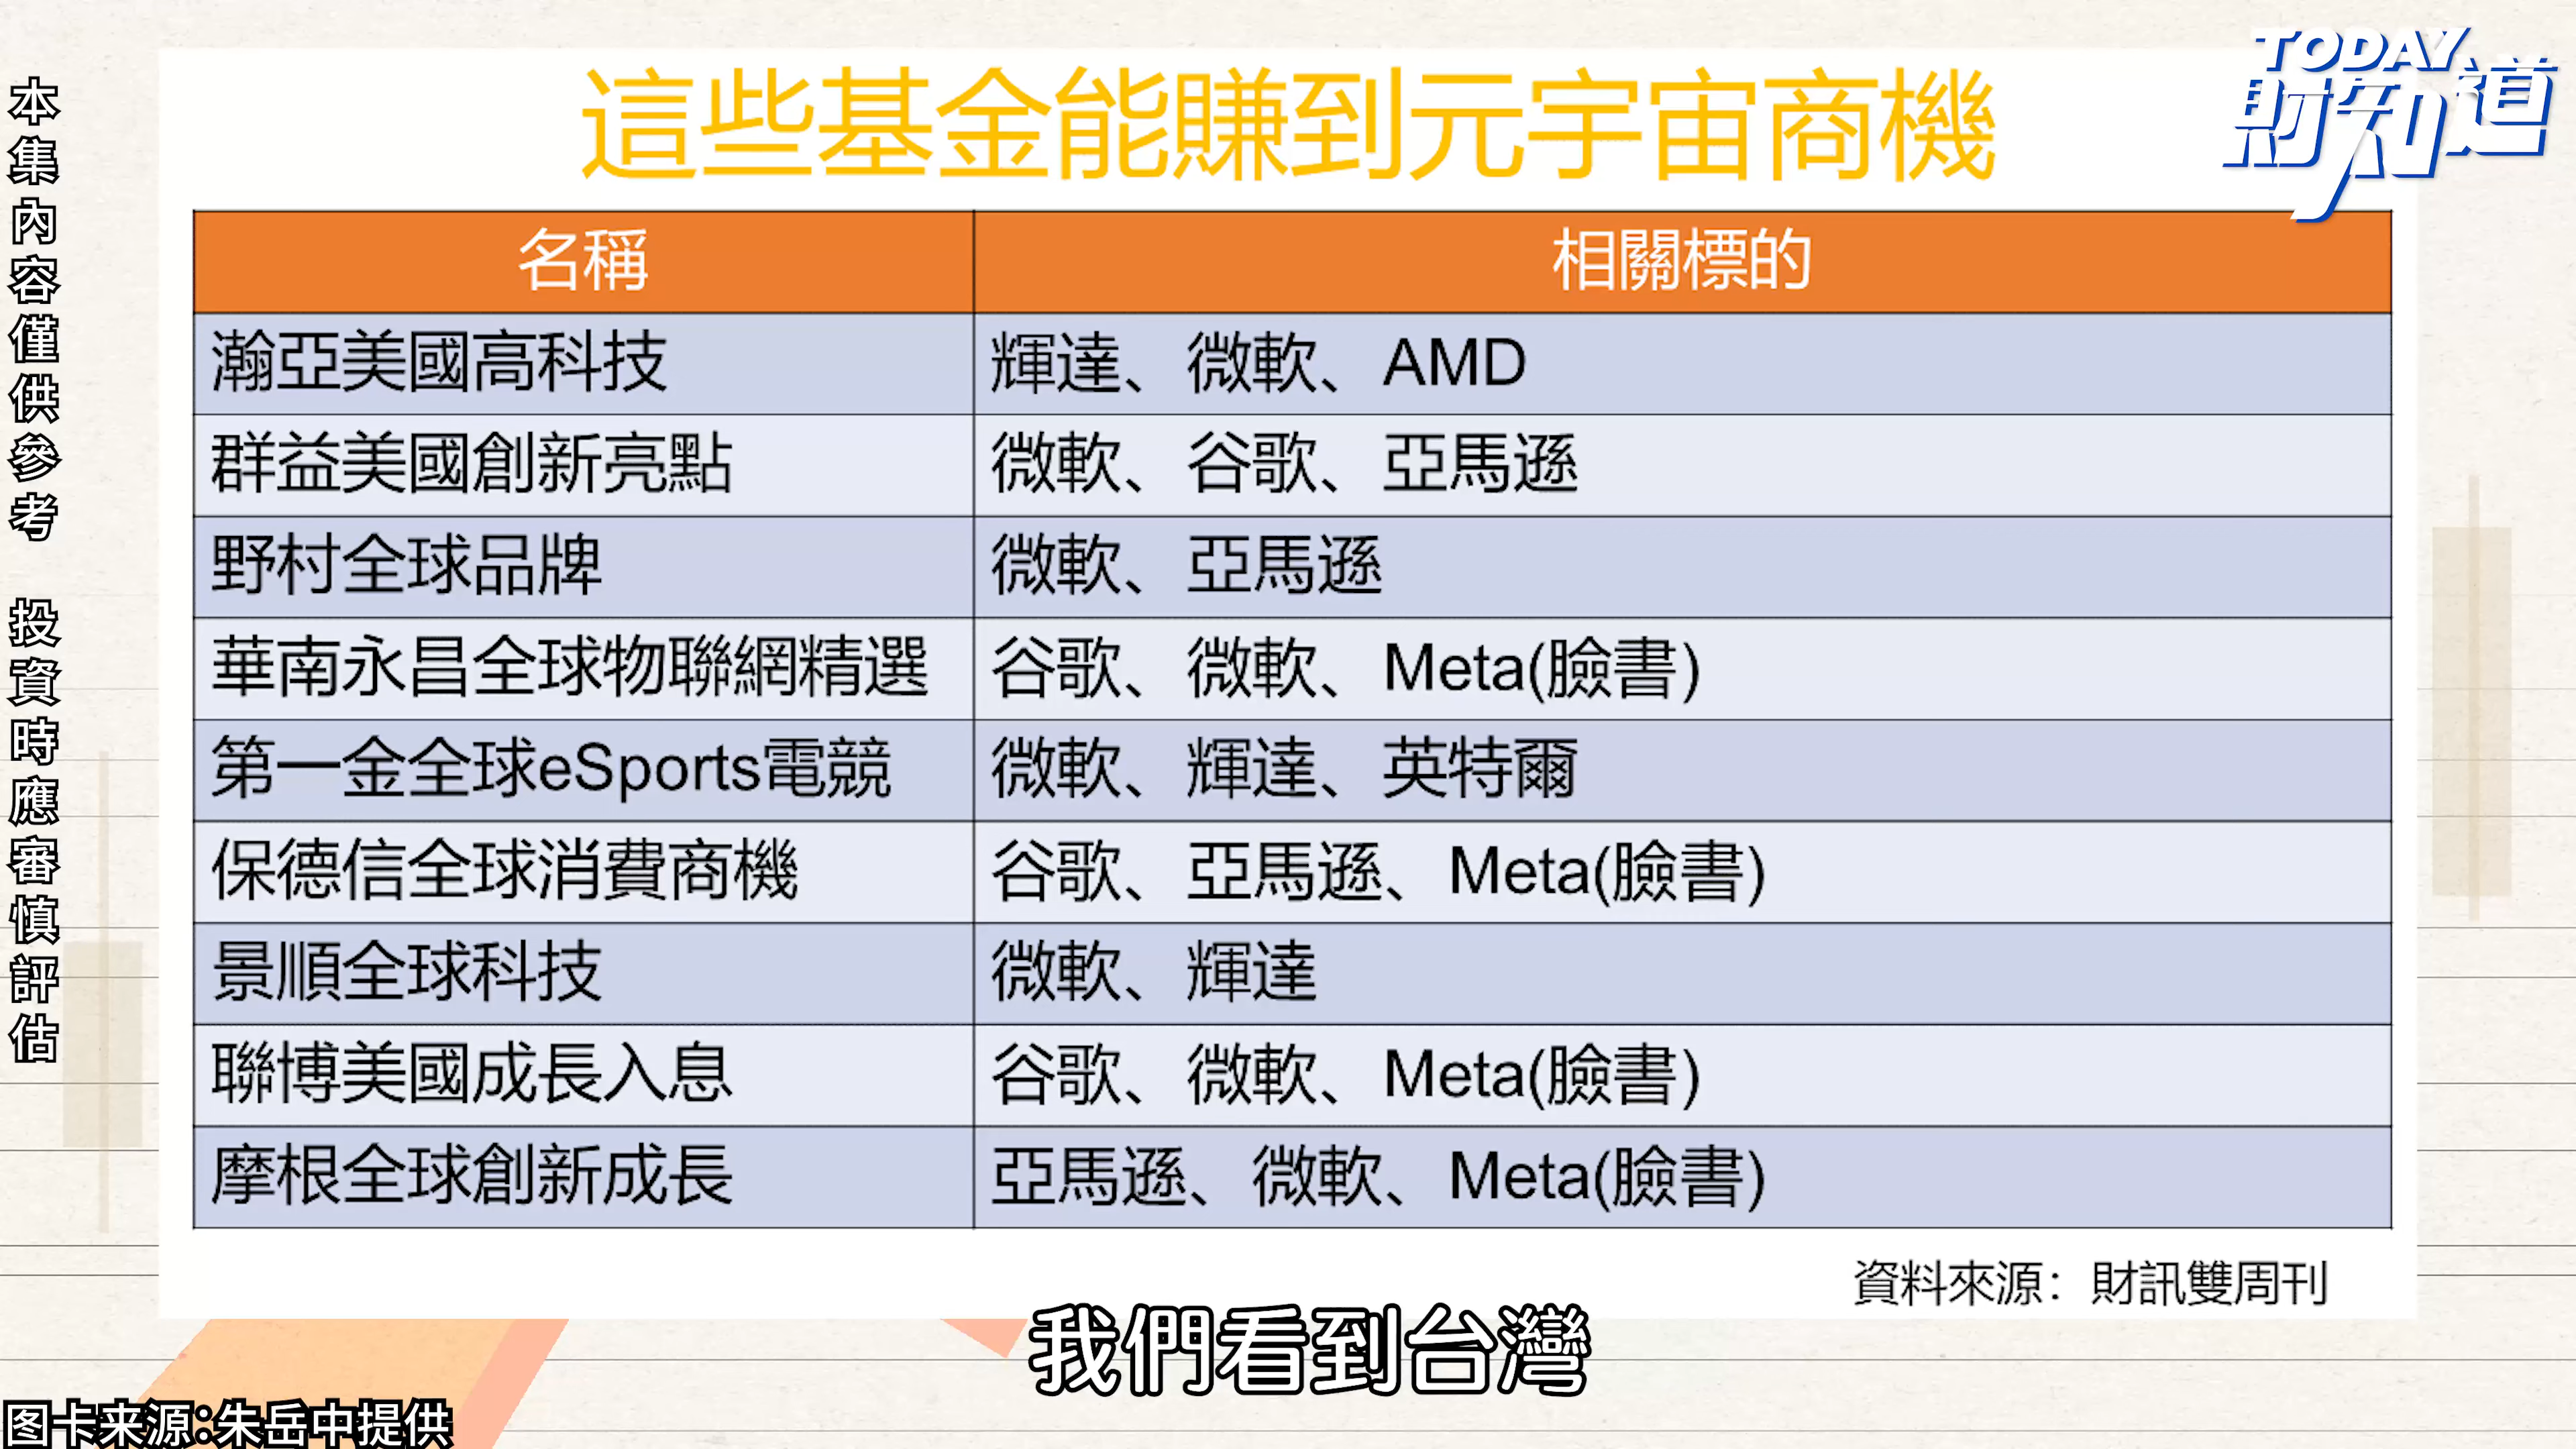 TODAY
財知道
這些基金能賺到元宇宙商機
本集內容僅供參考 投資時應審慎評估
名稱 相關標的
瀚亞美國高科技 輝達、微軟、AMD
群益美國創新亮點 微軟、谷歌、亞馬遜
野村全球品牌 微軟、亞馬遜
華南永昌全球物聯網精選 谷歌、微軟、Meta(臉書)
第一金全球eSports電競 微軟、輝達、英特爾
保德信全球消費商機 谷歌、亞馬遜、Meta(臉書)
景順全球科技 微軟、輝達
聯博美國成長入息 谷歌、微軟、Meta(臉書)
摩根全球創新成長 亞馬遜、微軟、Meta(臉書)
資料來源：財訊雙周刊
我們看到台灣
图卡来源:朱岳中提供